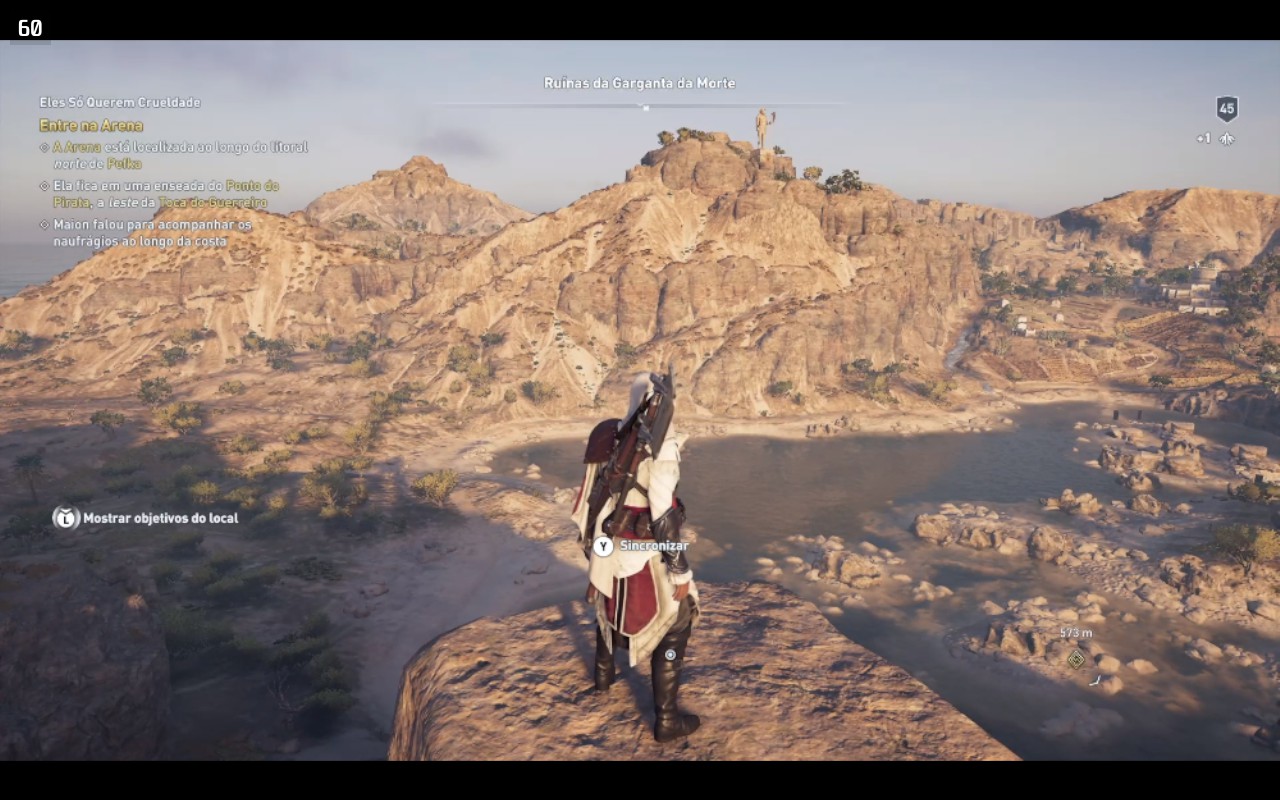 60
Ruínas da Garganta da Morte
Eles Só Querem Crueldade
Entre na Arena
A Arena está localizada ao longo do litoral
norte de Pefka
Ela fica em uma enseada do Ponto do
Pirata, a leste da Toca do Guerreiro
Maion falou para acompanhar os
naufrágios ao longo da costa
45
+1
L Mostrar objetivos do local
Y Sincronizar
573 m